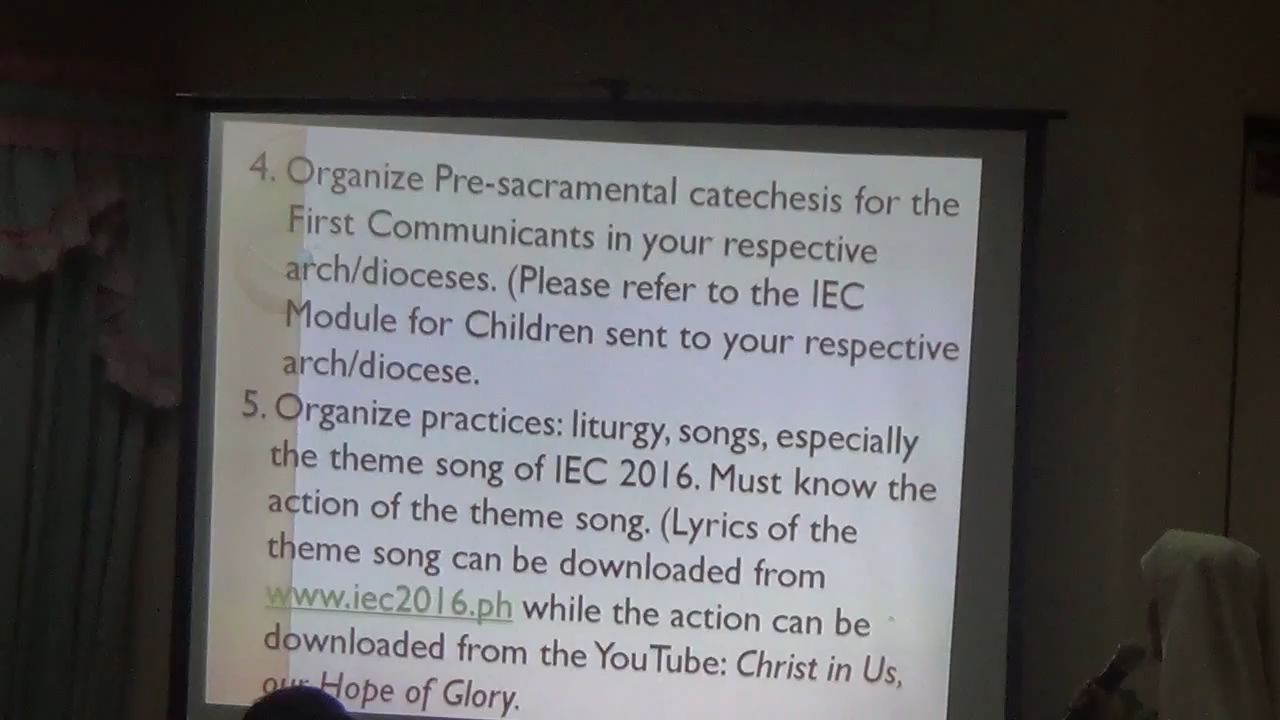 4. Organize Pre-sacramental catechesis for the
First Communicants in your respective
arch/dioceses. (Please refer to the IEC
Module for Children sent to your respective
arch/diocese.
5. Organize practices: liturgy, songs, especially
the theme song of IEC 2016. Must know the
action of the theme song. (Lyrics of the
theme song can be downloaded from
www.iec2016.ph while the action can be
downloaded from the YouTube: Christ in Us,
our Hope of Glory.